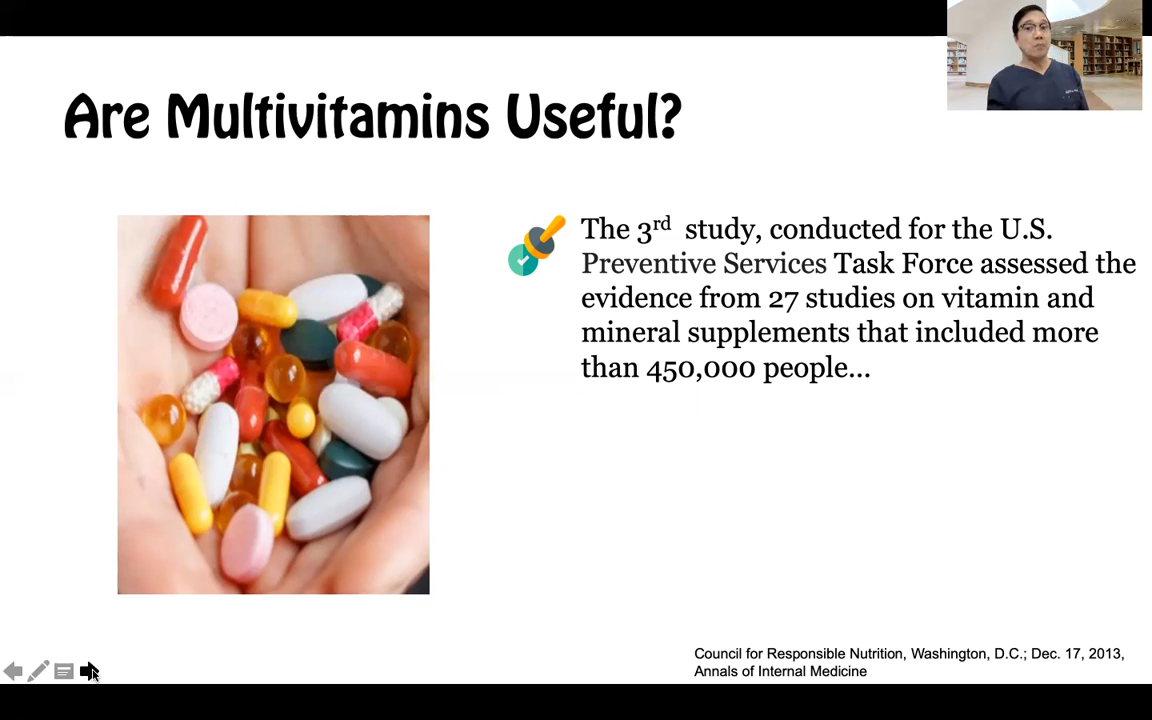 Are Multivitamins Useful?
The 3rd study, conducted for the U.S.
Preventive Services Task Force assessed the
evidence from 27 studies on vitamin and
mineral supplements that included more
than 450,000 people...
Council for Responsible Nutrition, Washington, D.C.; Dec. 17, 2013,
Annals of Internal Medicine